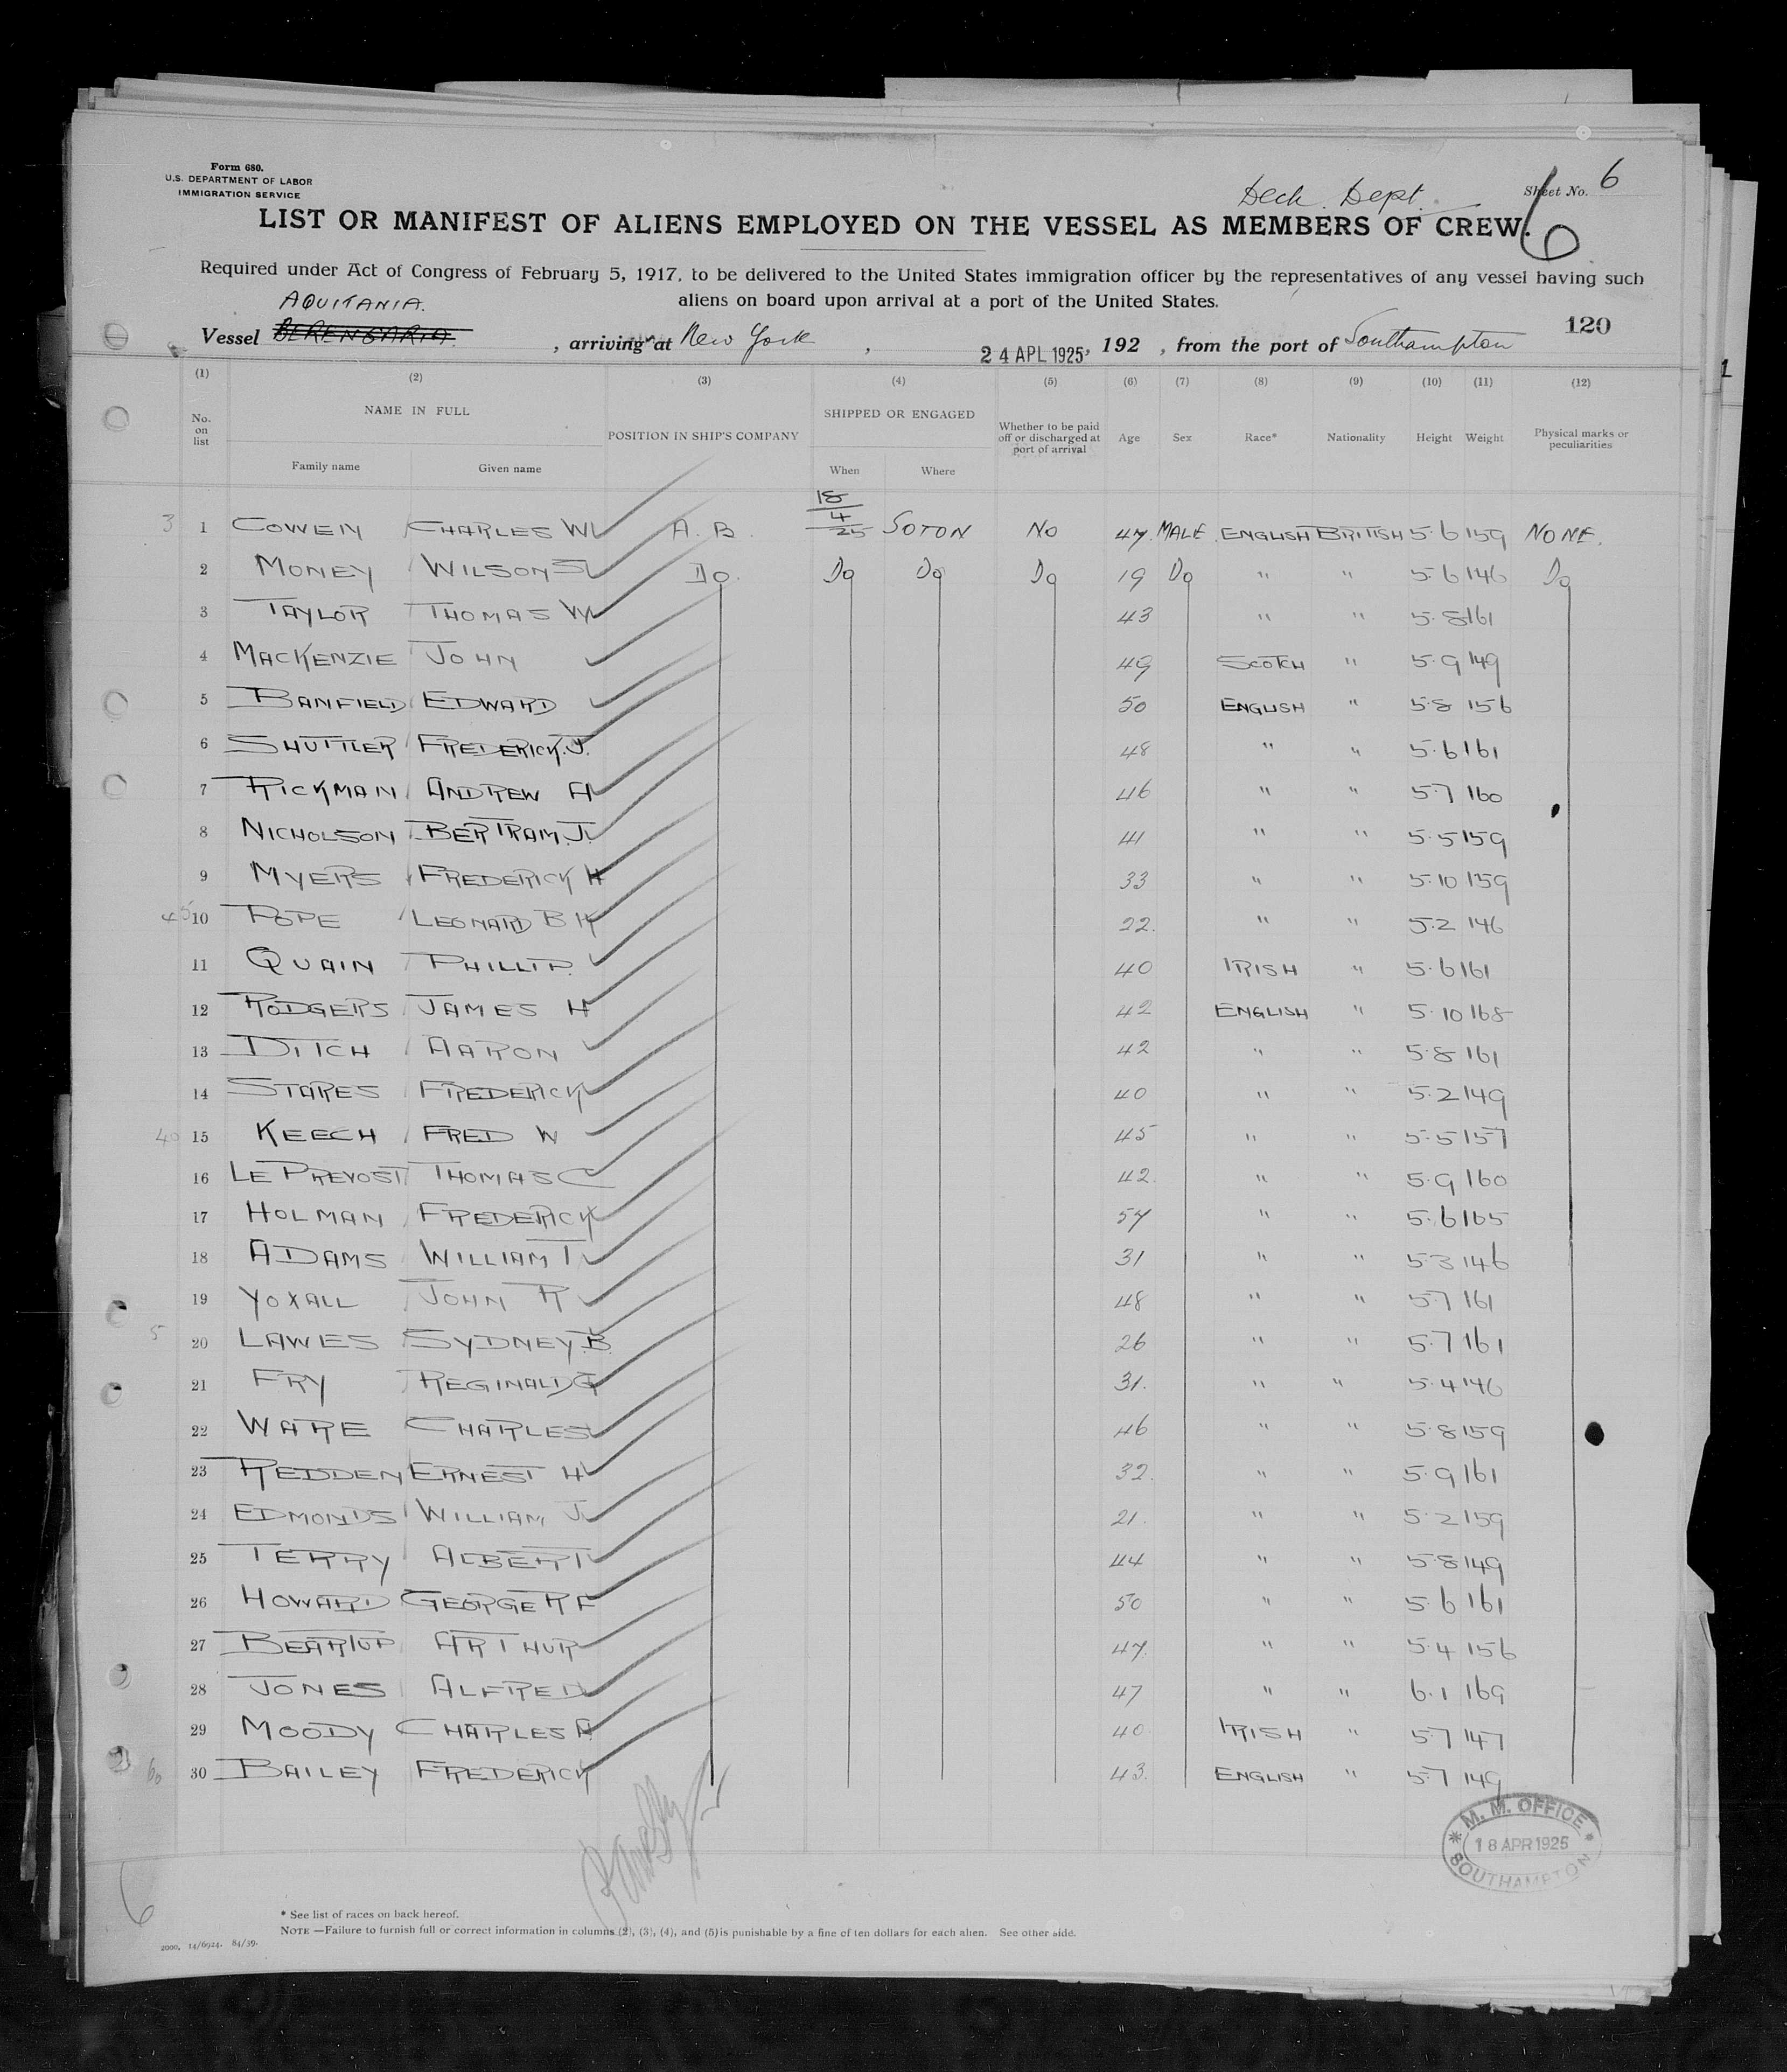 Form 680.
U.S. DEPARTMENT OF LABOR
IMMIGRATION SERVICE
Deck Dept.
Sheet No. 6
LIST OR MANIFEST OF ALIENS EMPLOYED ON THE VESSEL AS MEMBERS OF CREW.
6
Required under Act of Congress of February 5, 1917, to be delivered to the United States immigration officer by the representatives of any vessel having such
aliens on board upon arrival at a port of the United States.
AQUITANIA.
120
Vessel BERENGARIA, arriving at New York, 24 APL 1925, 192 , from the port of Southampton
(1) (2) (3) (4) (5) (6) (7) (8) (9) (10) (11) (12)
No. on list NAME IN FULL POSITION IN SHIP'S COMPANY SHIPPED OR ENGAGED Whether to be paid off or discharged at port of arrival Age Sex Race* Nationality Height Weight Physical marks or peculiarities
Family name Given name When Where
3 1 COWEN CHARLES W A.B. 18/4/25 SOTON NO 47 MALE ENGLISH BRITISH 5.6 159 NONE.
2 MONEY WILSON S Do. Do Do Do 19 Do " " 5.6 146 Do
3 TAYLOR THOMAS W 43 " " 5.8 161
4 MACKENZIE JOHN 49 SCOTCH " 5.9 149
5 BANFIELD EDWARD 50 ENGLISH " 5.8 156
6 SHUTTLER FREDERICK.J. 48 " " 5.6 161
7 RICKMAN ANDREW A 46 " " 5.7 160
8 NICHOLSON BERTRAM.J. 41 " " 5.5 159
9 MYERS FREDERICK H 33 " " 5.10 159
45 10 POPE LEONARD B H 22. " " 5.2 146
11 QUAIN PHILLIP. 40 IRISH " 5.6 161
12 RODGERS JAMES H 42 ENGLISH " 5.10 168
13 DITCH AARON 42 " " 5.8 161
14 STARES FREDERICK 40 " " 5.2 149
40 15 KEECH FRED W 45 " " 5.5 157
16 LE PREVOST THOMAS C 42. " " 5.9 160
17 HOLMAN FREDERICK 57 " " 5.6 165
18 ADAMS WILLIAM T 31 " " 5.3 146
19 YOXALL JOHN R 48 " " 5.7 161
5 20 LAWES SYDNEY.B. 26 " " 5.7 161
21 FRY REGINALD G 31. " " 5.4 146
22 WARE CHARLES 46 " " 5.8 159
23 REDDEN ERNEST H 32. " " 5.9 161
24 EDMONDS WILLIAM J 21. " " 5.2 159
25 TERRY ALBERT 44 " " 5.8 149
26 HOWARD GEORGE R F 50 " " 5.6 161
27 BEARTUP ARTHUR 47. " " 5.4 156
28 JONES ALFRED 47 " " 6.1 169
29 MOODY CHARLES A 40. IRISH " 5.7 147
60 30 BAILEY FREDERICK 43. ENGLISH " 5.7 149
* M. M. OFFICE *
18 APR 1925
SOUTHAMPTON
6
* See list of races on back hereof.
NOTE —Failure to furnish full or correct information in columns (2), (3), (4), and (5) is punishable by a fine of ten dollars for each alien. See other side.
2000, 14/6924. 84/39.
1